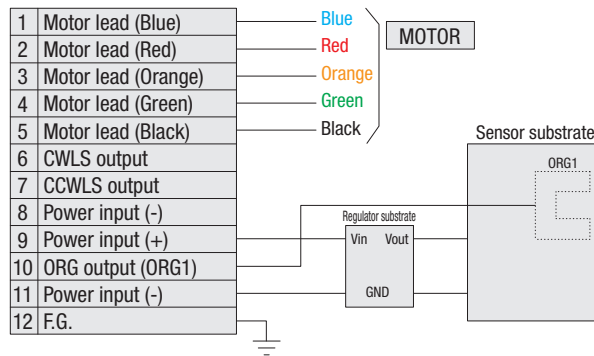 1 Motor lead (Blue)
2 Motor lead (Red)
3 Motor lead (Orange)
4 Motor lead (Green)
5 Motor lead (Black)
6 CWLS output
7 CCWLS output
8 Power input (-)
9 Power input (+)
10 ORG output (ORG1)
11 Power input (-)
12 F.G.
Blue
Red
Orange
Green
Black
MOTOR
Sensor substrate
ORG1
Regulator substrate
Vin Vout
GND